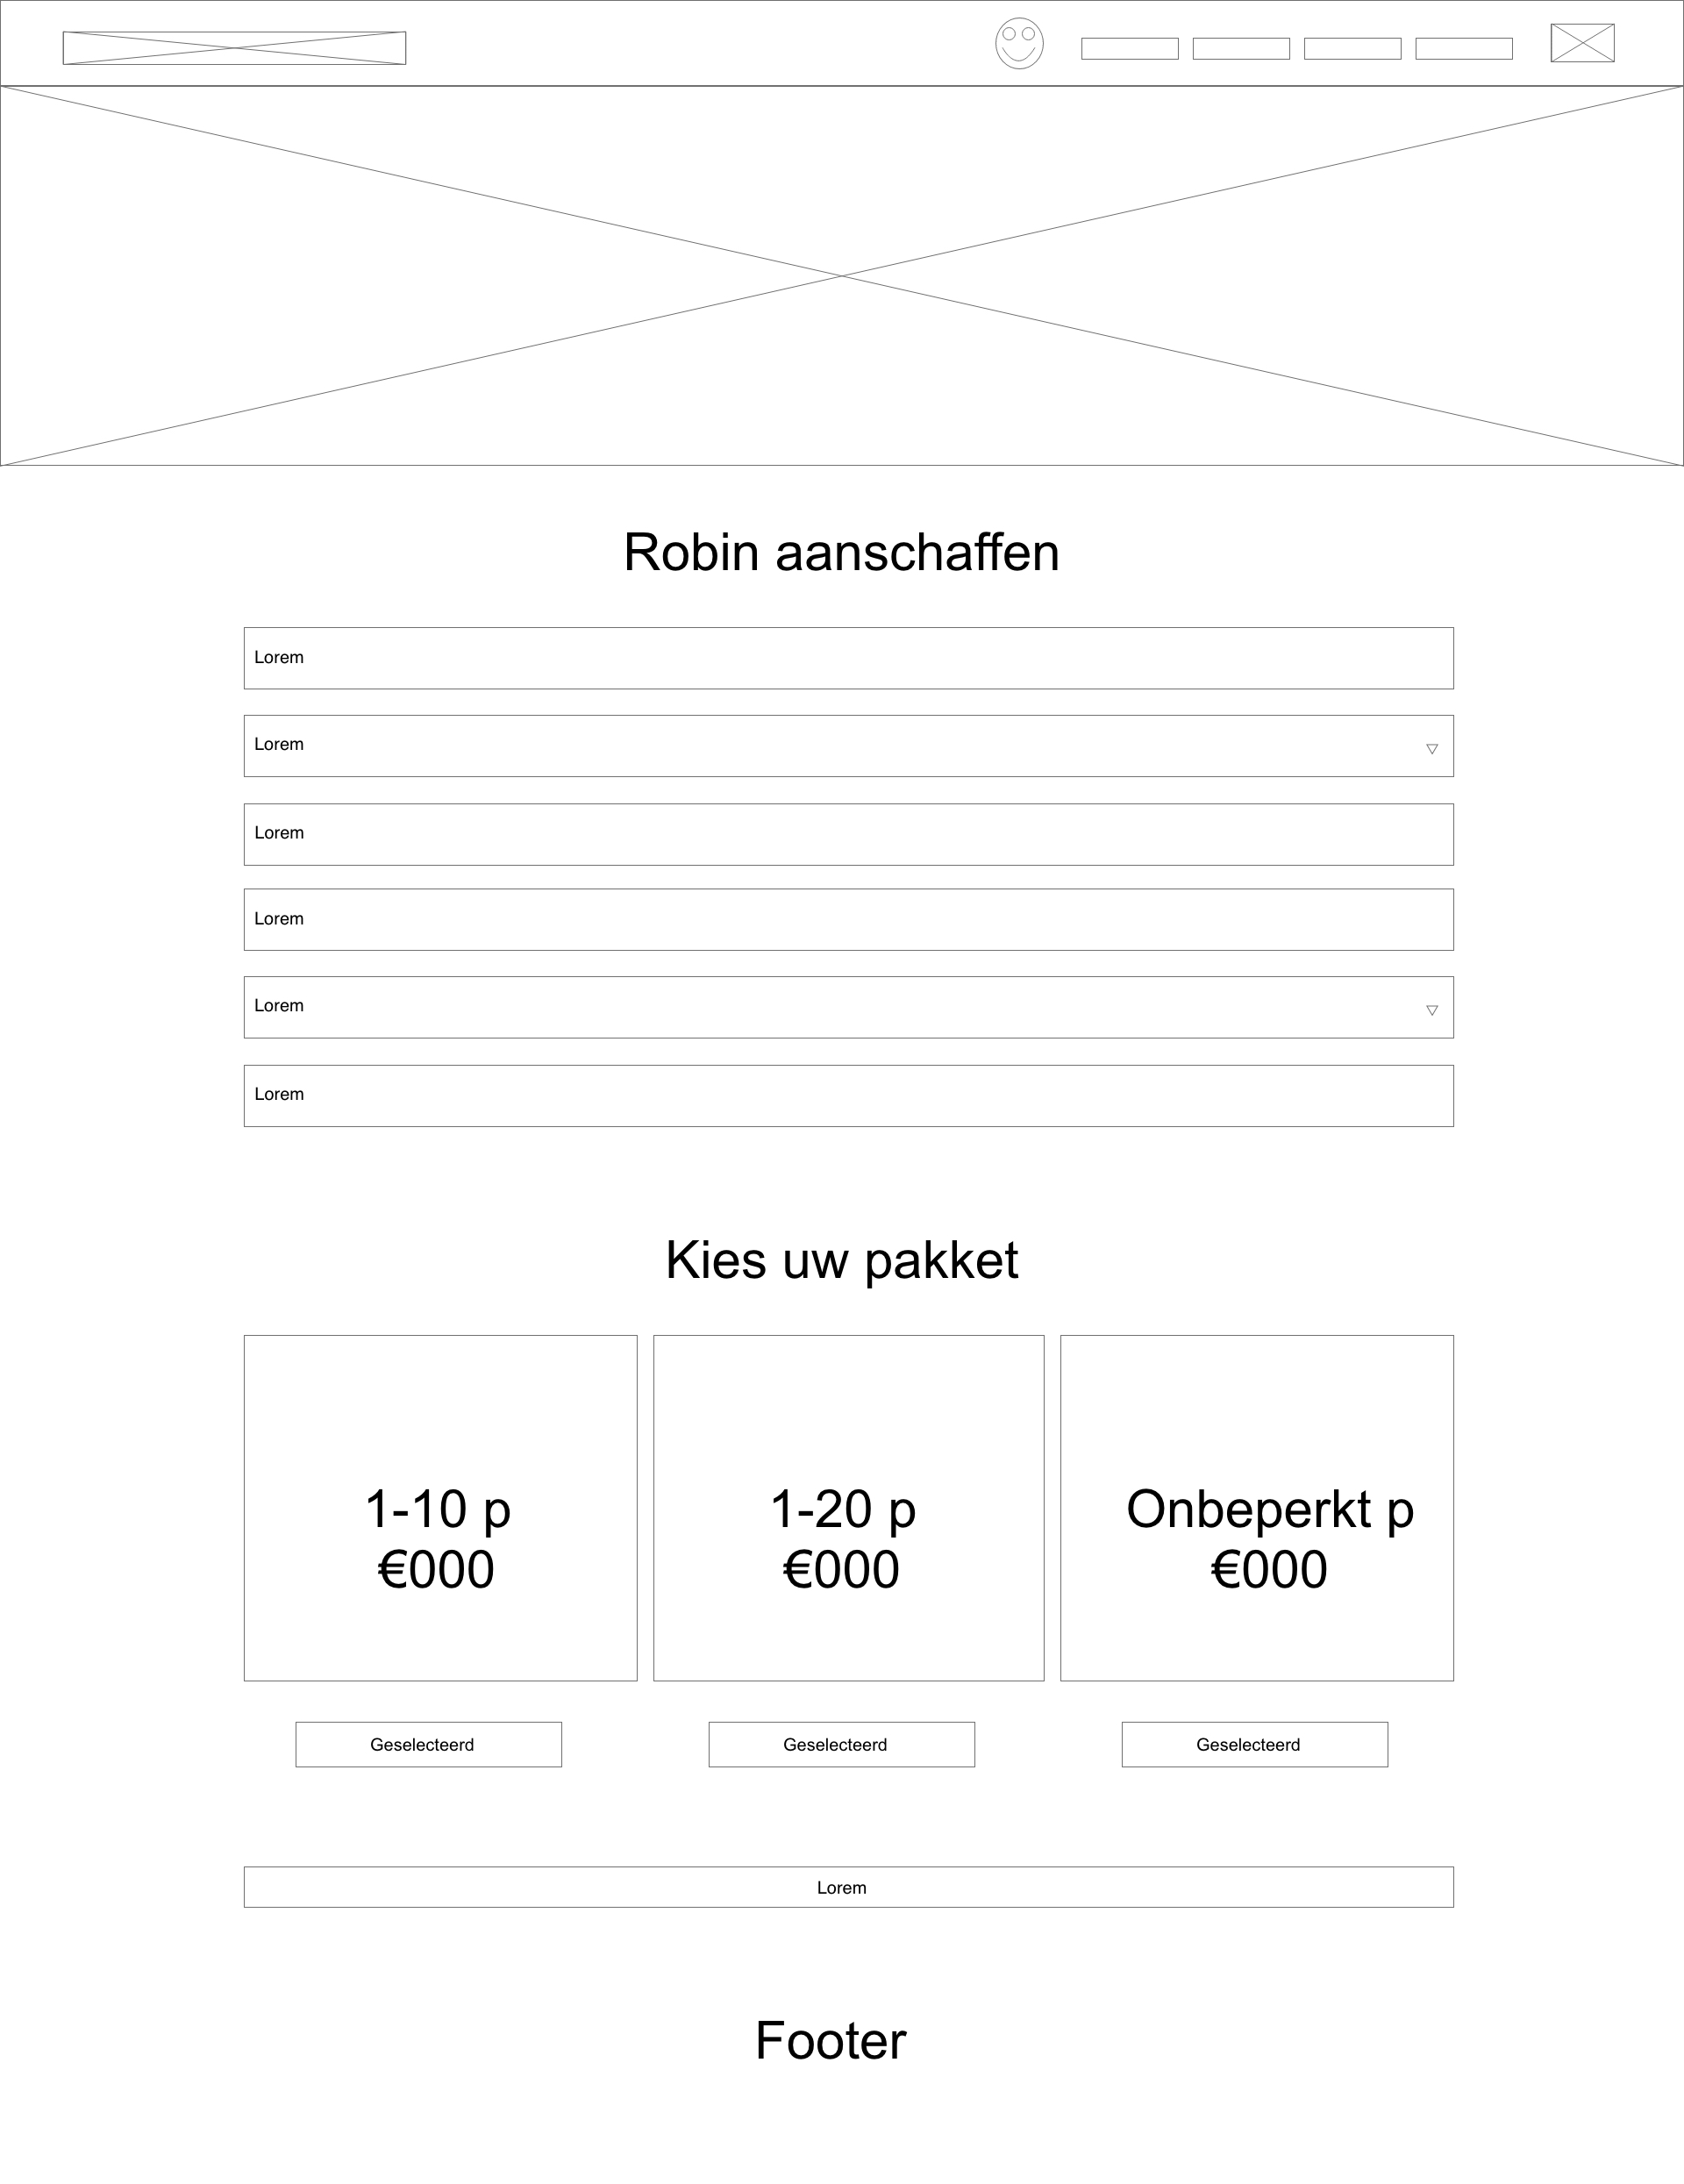 Robin aanschaffen
Lorem
Lorem
Lorem
Lorem
Lorem
Lorem
Kies uw pakket
1-10 p
€000
1-20 p
€000
Onbeperkt p
€000
Geselecteerd
Geselecteerd
Geselecteerd
Lorem
Footer